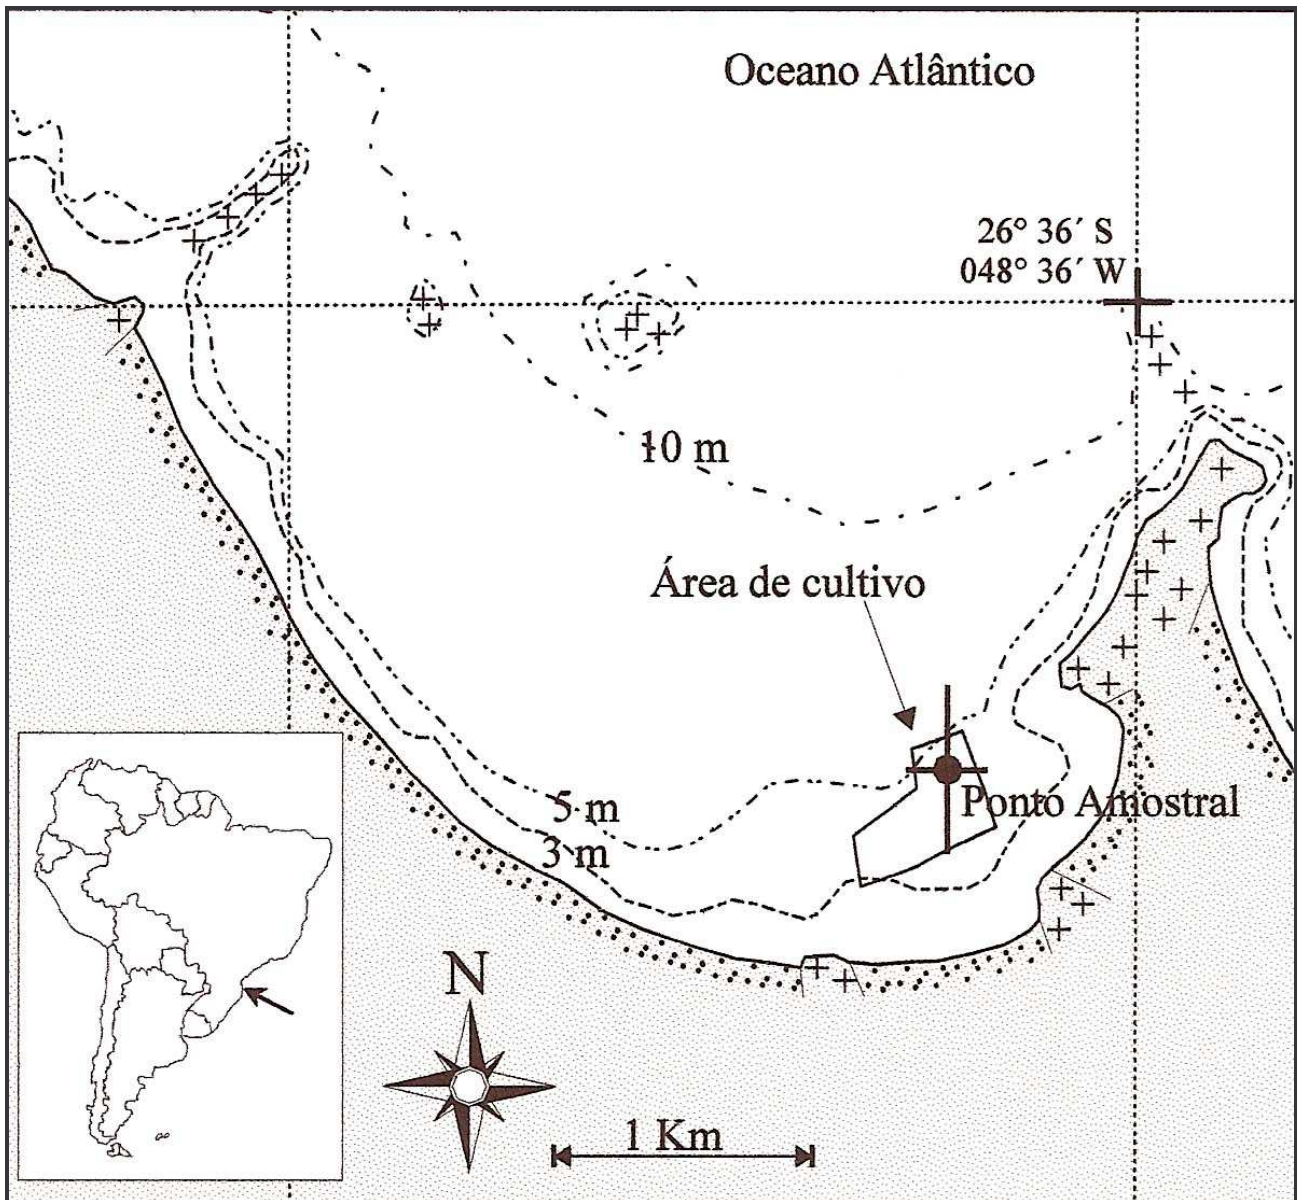 Oceano Atlântico
26° 36´ S
048° 36´ W
10 m
Área de cultivo
Ponto Amostral
5 m
3 m
N
1 Km